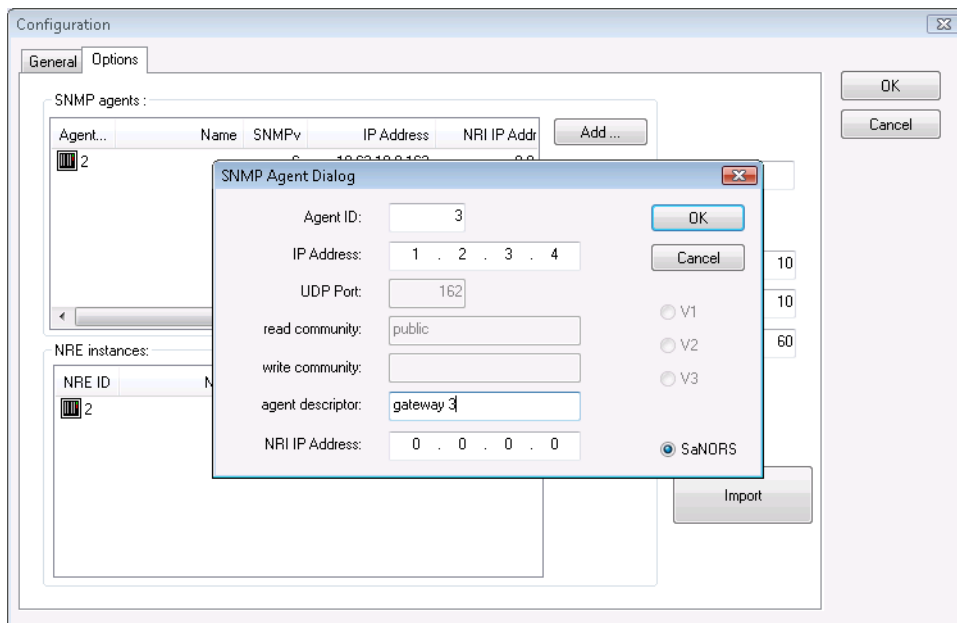 Configuration
General Options
SNMP agents :
Agent... Name SNMPv IP Address NRI IP Addr
2
Add ...
OK
Cancel
SNMP Agent Dialog
Agent ID: 3
IP Address: 1 . 2 . 3 . 4
UDP Port: 162
read community: public
write community:
agent descriptor: gateway 3
NRI IP Address: 0 . 0 . 0 . 0
OK
Cancel
V1
V2
V3
SaNORS
10
10
60
NRE instances:
NRE ID N
2
Import